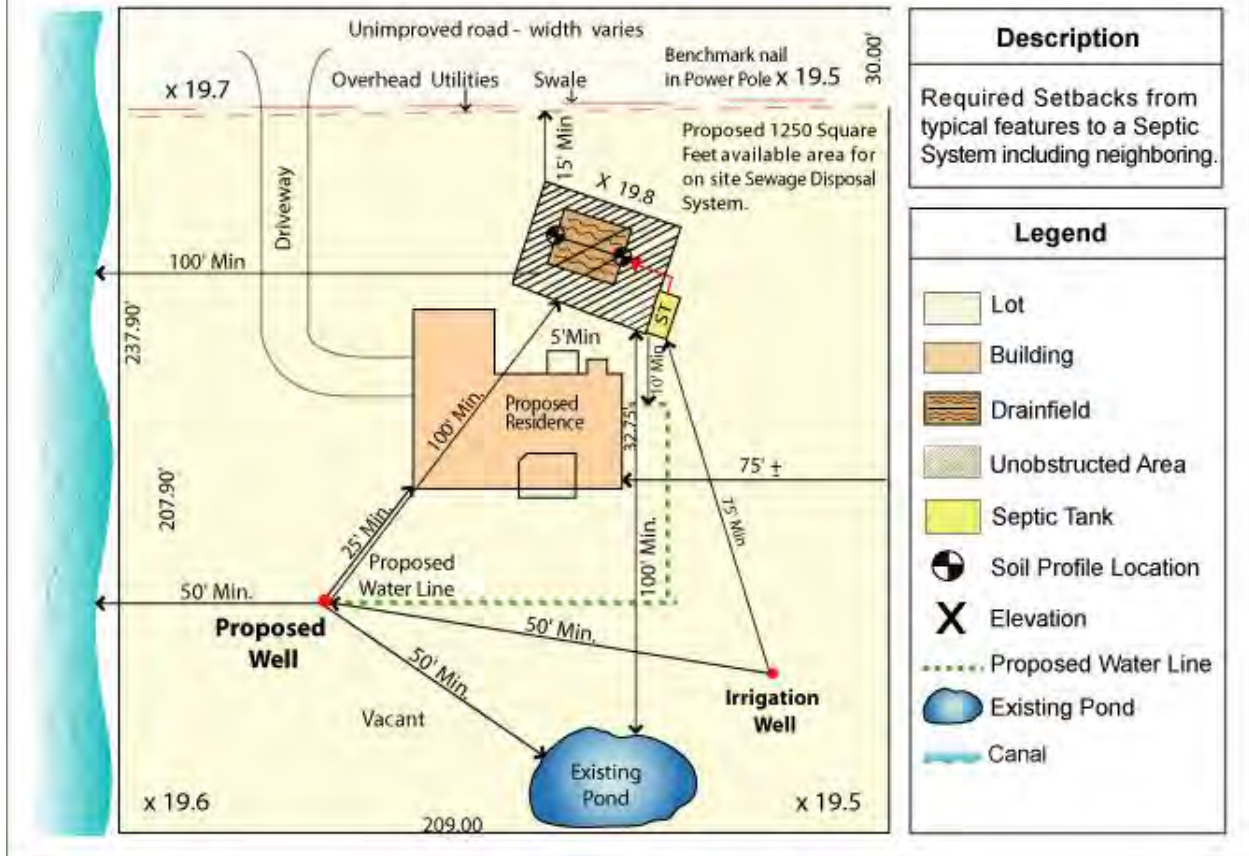 Unimproved road - width varies
Benchmark nail
in Power Pole x 19.5
30.00'
x 19.7
Overhead Utilities
Swale
15' Min
Proposed 1250 Square
Feet available area for
on site Sewage Disposal
System.
X 19.8
Driveway
100' Min
ST
237.90'
5'Min
10' Min
Proposed
Residence
100' Min.
32.75'
75' ±
207.90'
25' Min.
75' Min
Proposed
Water Line
100' Min.
50' Min.
Proposed
Well
50' Min.
50' Min.
Irrigation
Well
Vacant
Existing
Pond
x 19.6
x 19.5
209.00
Description
Required Setbacks from
typical features to a Septic
System including neighboring.
Legend
Lot
Building
Drainfield
Unobstructed Area
Septic Tank
Soil Profile Location
X Elevation
Proposed Water Line
Existing Pond
Canal